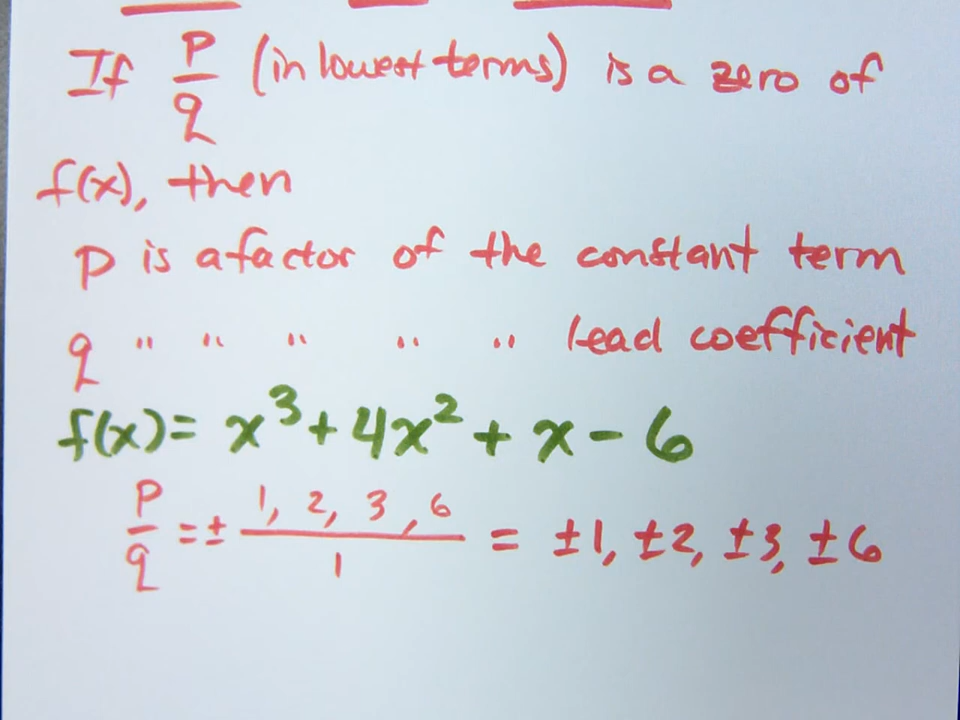 If p/q (in lowest terms) is a zero of
f(x), then
p is a factor of the constant term
q " " " " " lead coefficient
f(x) = x³ + 4x² + x - 6
p/q = ± 1, 2, 3, 6 / 1 = ±1, ±2, ±3, ±6